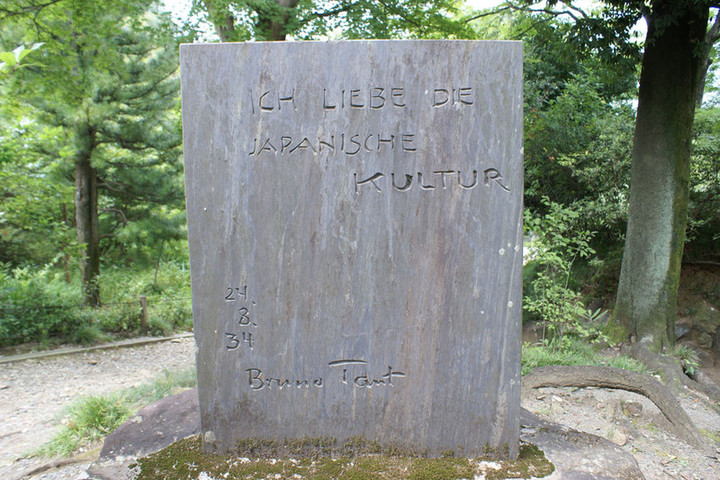 ICH LIEBE DIE
JAPANISCHE
KULTUR
24.
8.
34
Bruno Taut